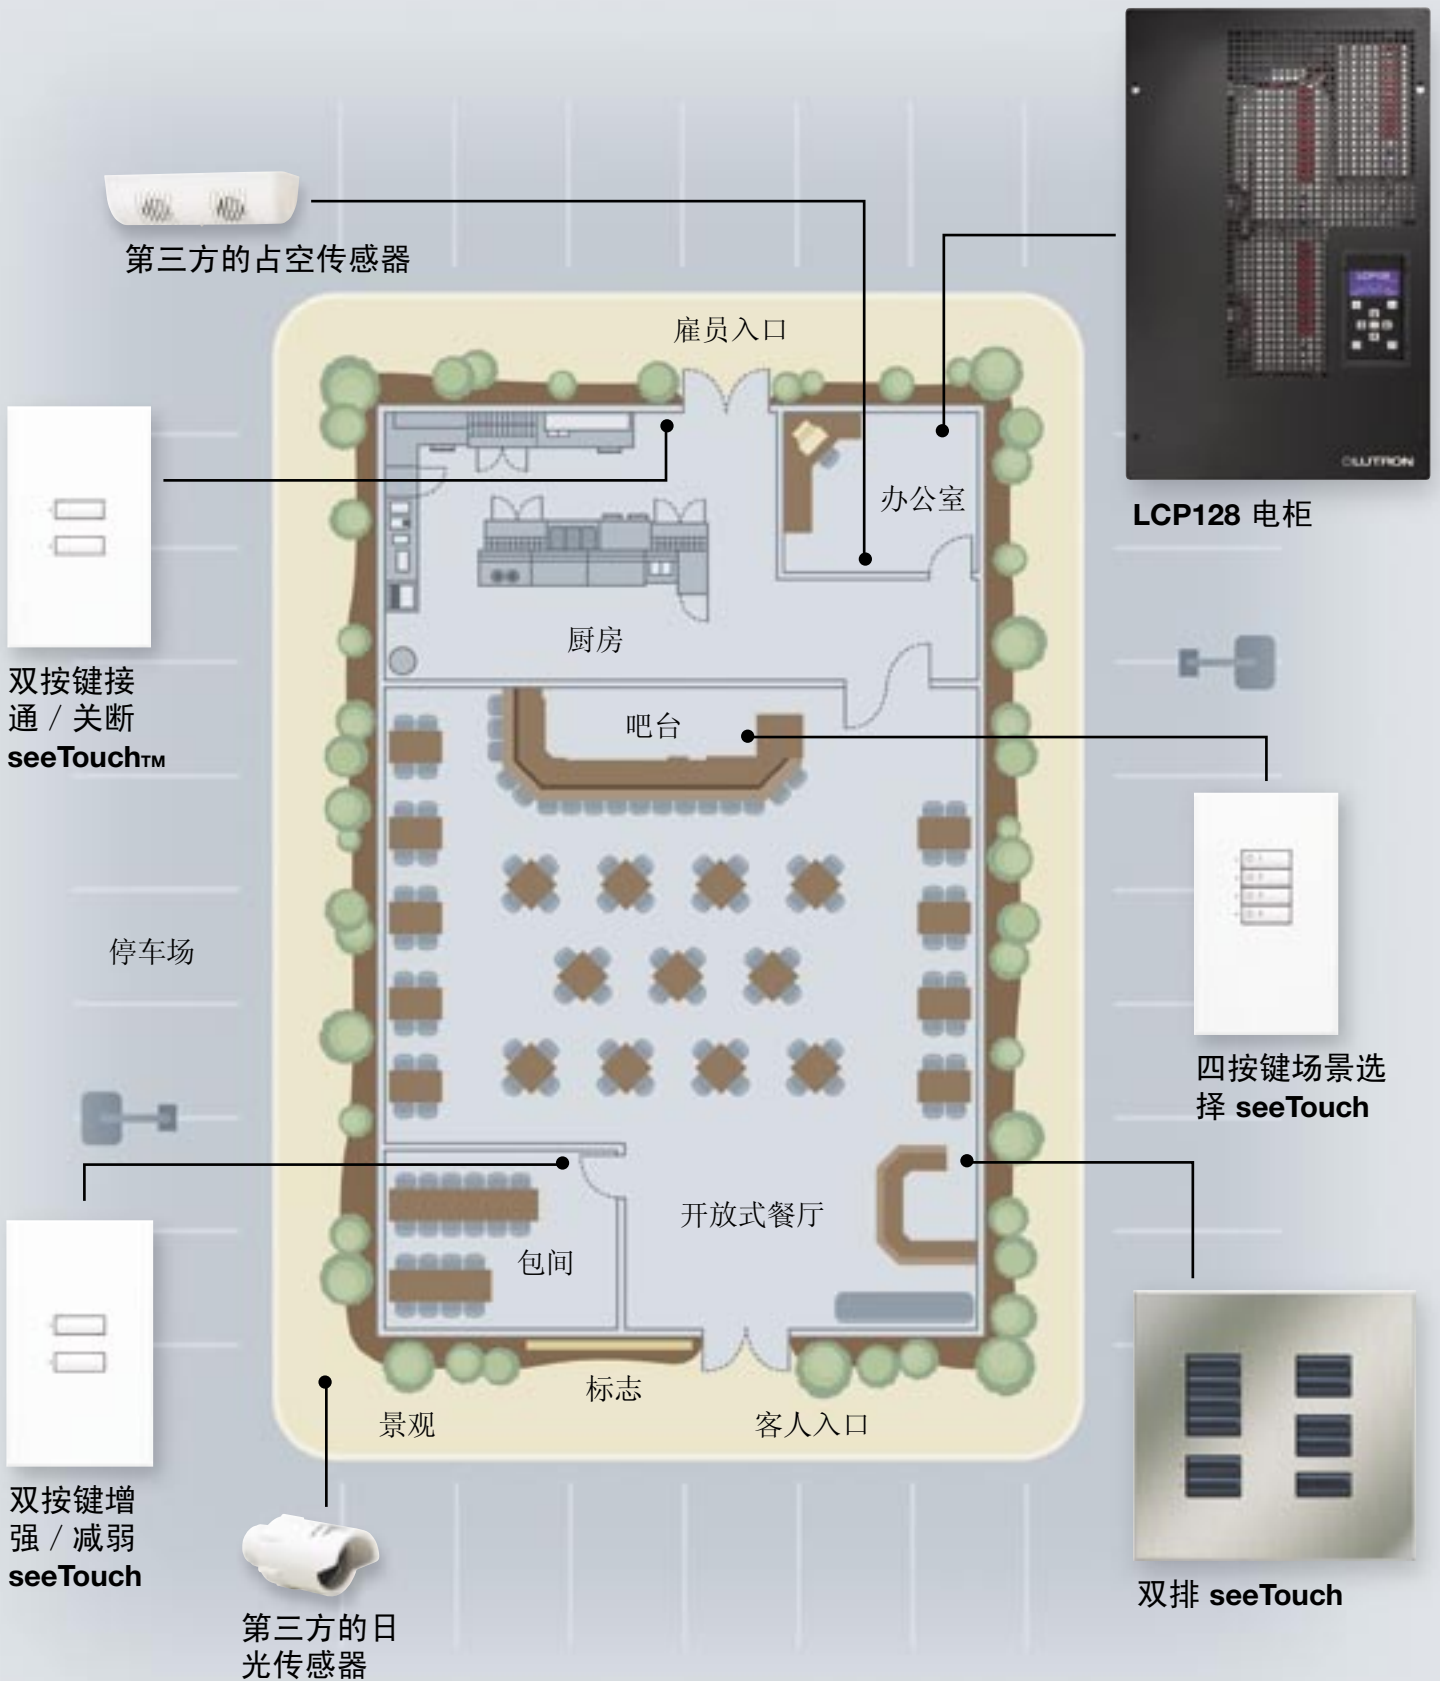 LCP128
LUTRON
LCP128 电柜
第三方的占空传感器
雇员入口
办公室
厨房
双按键接
通 / 关断
seeTouch™
吧台
停车场
四按键场景选
择 seeTouch
开放式餐厅
包间
标志
景观
客人入口
双按键增
强 / 减弱
seeTouch
第三方的日
光传感器
双排 seeTouch